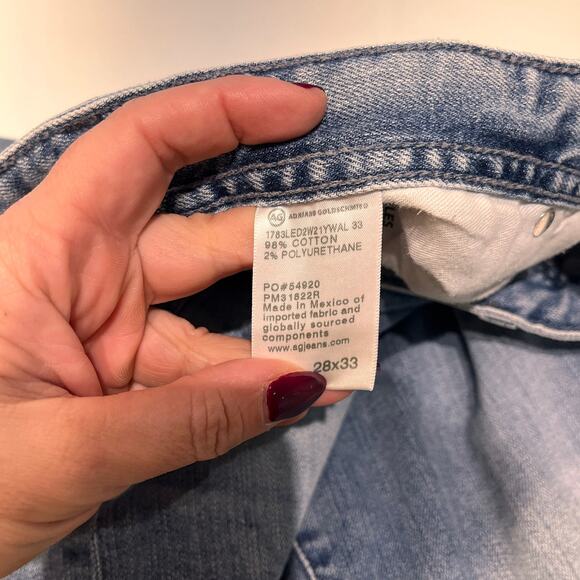 AG ADRIANO GOLDSCHMIED
1783LED2W21YWAL 33
98% COTTON
2% POLYURETHANE
PO#54920
PM31822R
Made in Mexico of
imported fabric and
globally sourced
components
www.agjeans.com
28x33